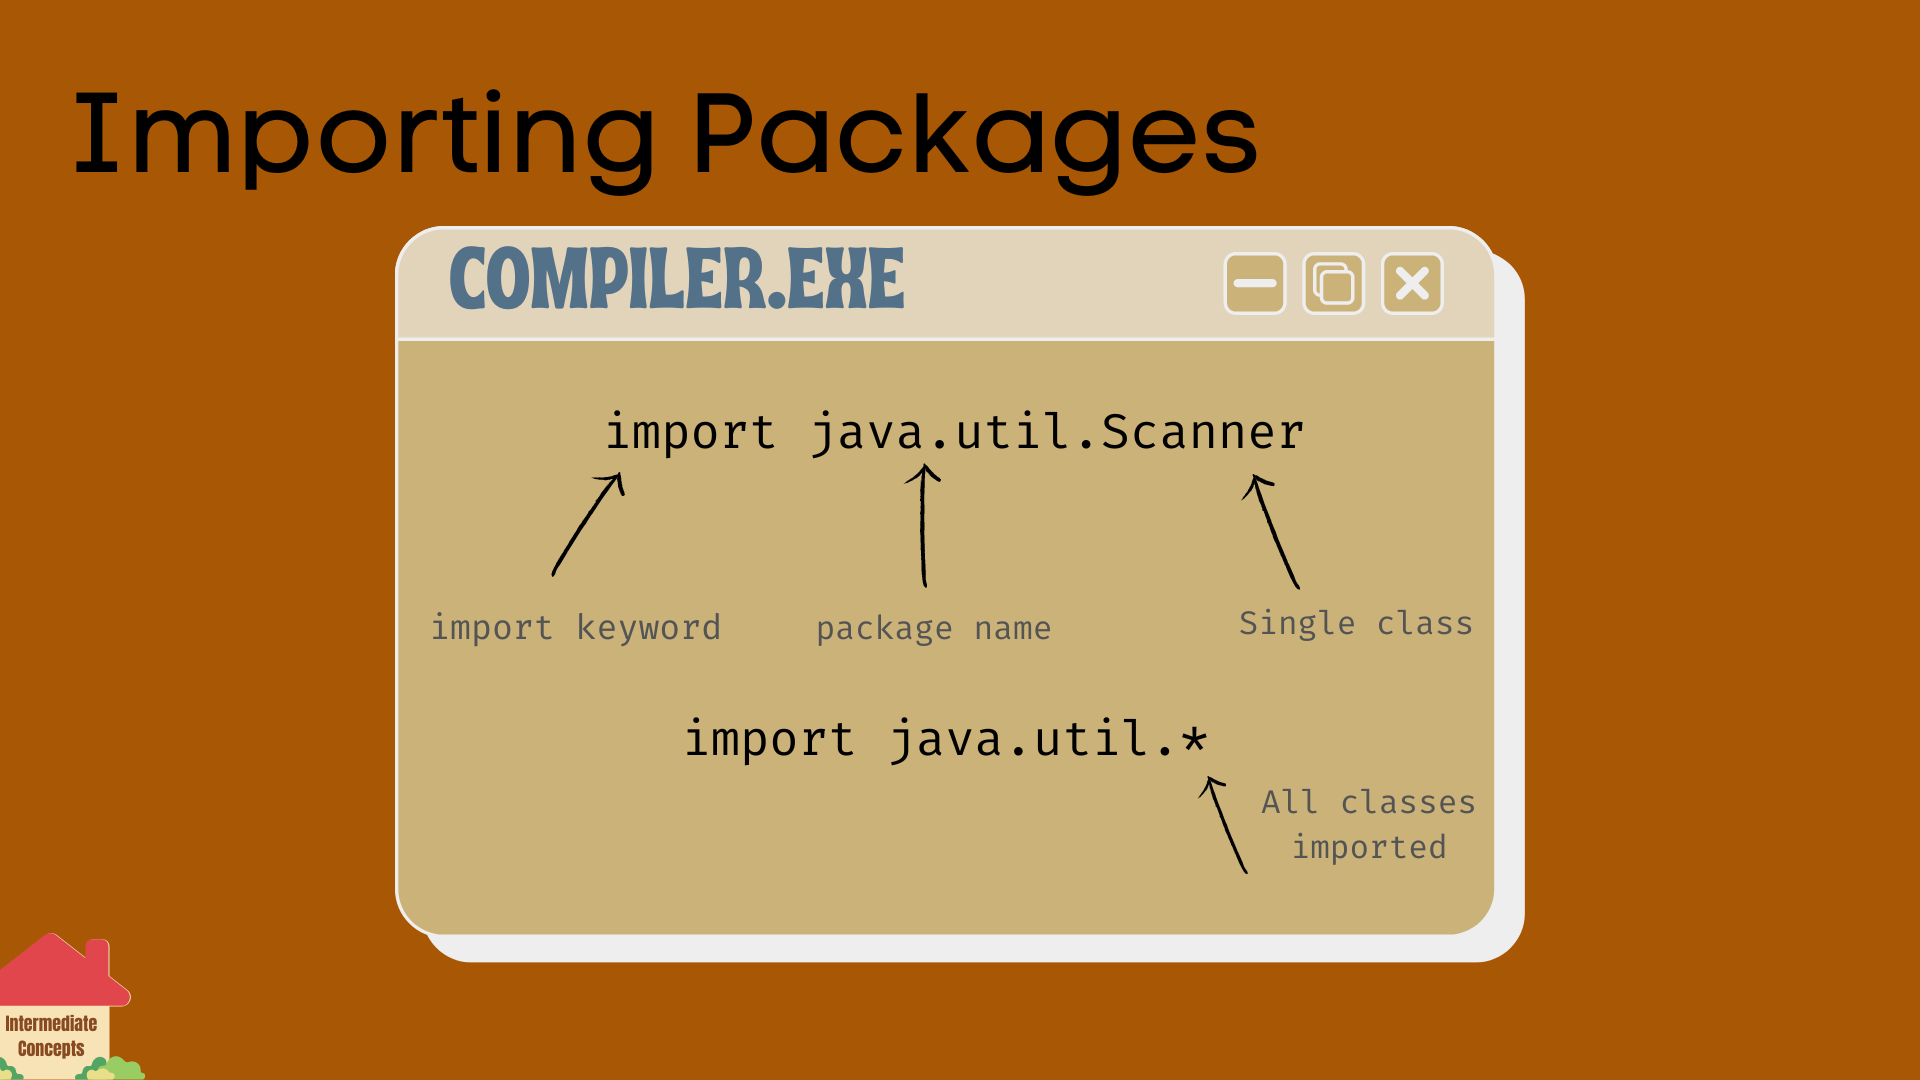 Importing Packages
COMPILER.EXE
import java.util.Scanner
import keyword
package name
Single class
import java.util.*
All classes
imported
Intermediate
Concepts